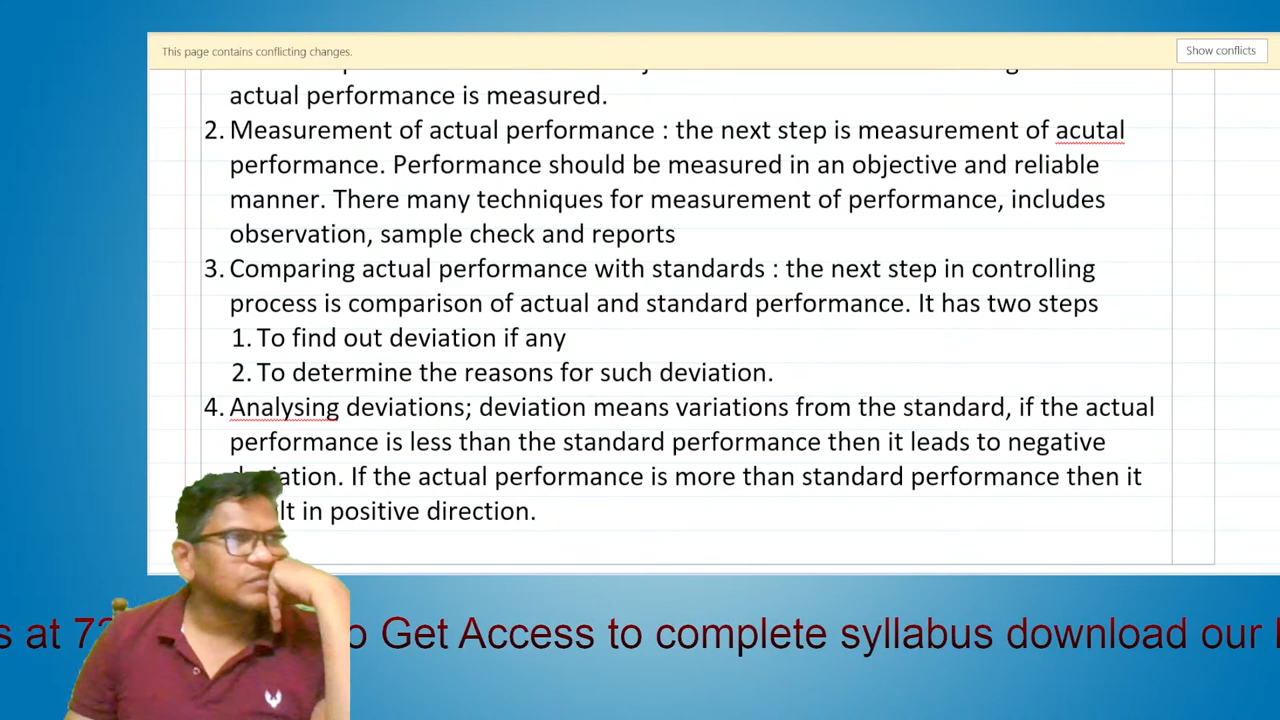 This page contains conflicting changes.
Show conflicts
actual performance is measured.
2. Measurement of actual performance : the next step is measurement of acutal
performance. Performance should be measured in an objective and reliable
manner. There many techniques for measurement of performance, includes
observation, sample check and reports
3. Comparing actual performance with standards : the next step in controlling
process is comparison of actual and standard performance. It has two steps
1. To find out deviation if any
2. To determine the reasons for such deviation.
4. Analysing deviations; deviation means variations from the standard, if the actual
performance is less than the standard performance then it leads to negative
If the actual performance is more than standard performance then it
in positive direction.
at Get Access to complete syllabus download our